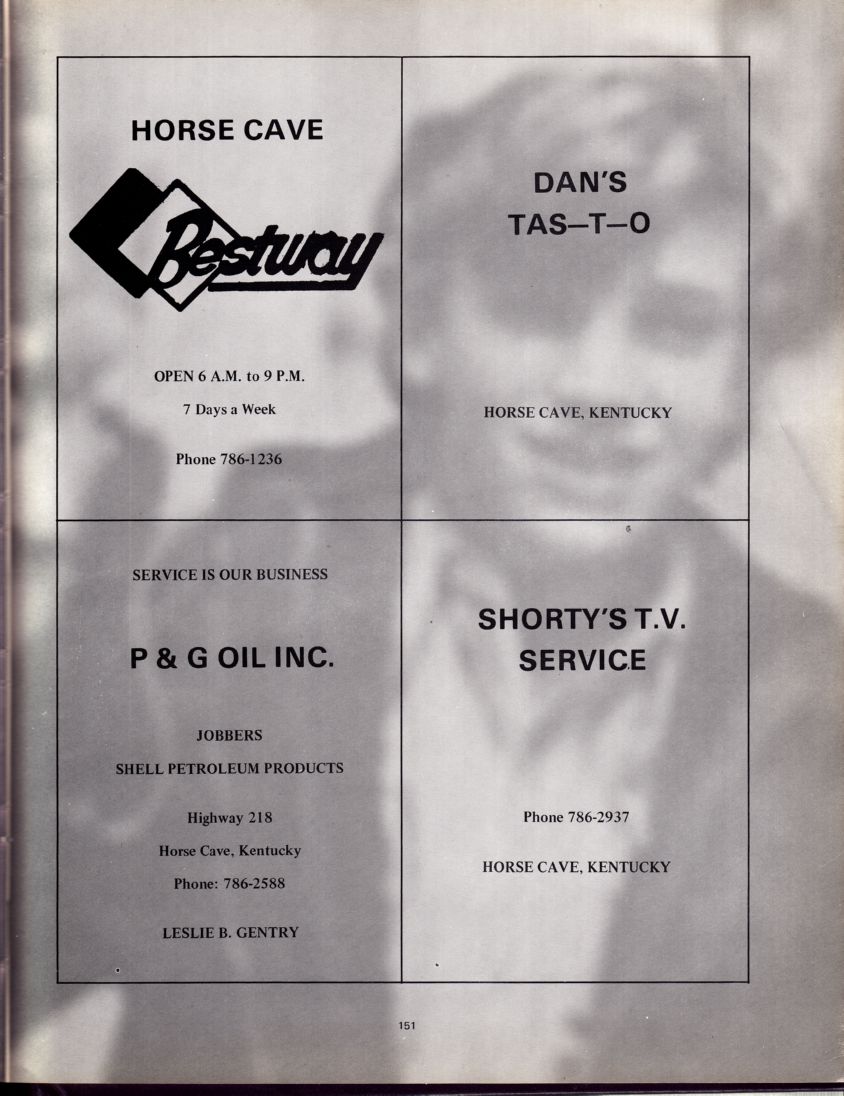 HORSE CAVE
Bestway
OPEN 6 A.M. to 9 P.M.
7 Days a Week
Phone 786-1236
DAN'S
TAS—T—O
HORSE CAVE, KENTUCKY
SERVICE IS OUR BUSINESS
P & G OIL INC.
JOBBERS
SHELL PETROLEUM PRODUCTS
Highway 218
Horse Cave, Kentucky
Phone: 786-2588
LESLIE B. GENTRY
SHORTY'S T.V.
SERVICE
Phone 786-2937
HORSE CAVE, KENTUCKY
151